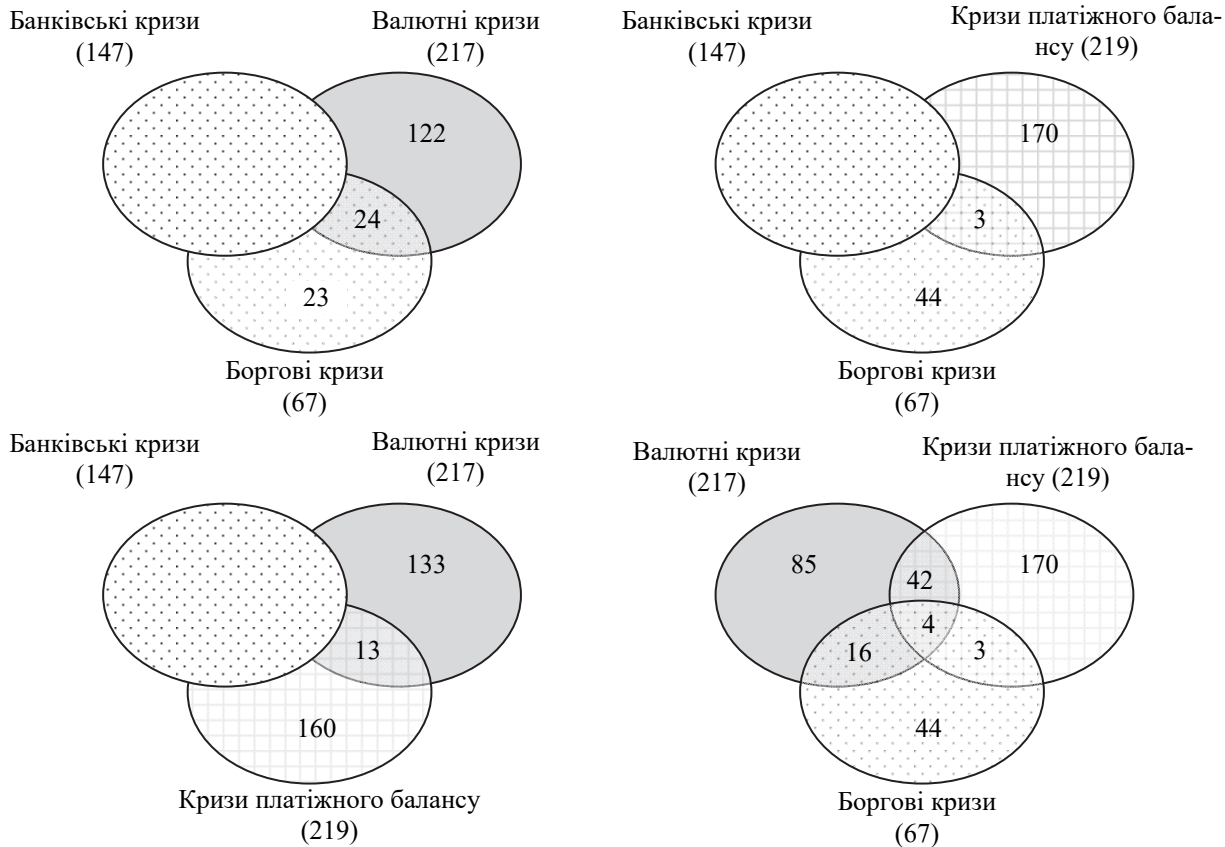 Банківські кризи
(147)
Валютні кризи
(217)
122
24
23
Боргові кризи
(67)
Банківські кризи
(147)
Кризи платіжного бала-
нсу (219)
170
3
44
Боргові кризи
(67)
Банківські кризи
(147)
Валютні кризи
(217)
133
13
160
Кризи платіжного балансу
(219)
Валютні кризи
(217)
Кризи платіжного бала-
нсу (219)
85
42
170
4
16
3
44
Боргові кризи
(67)